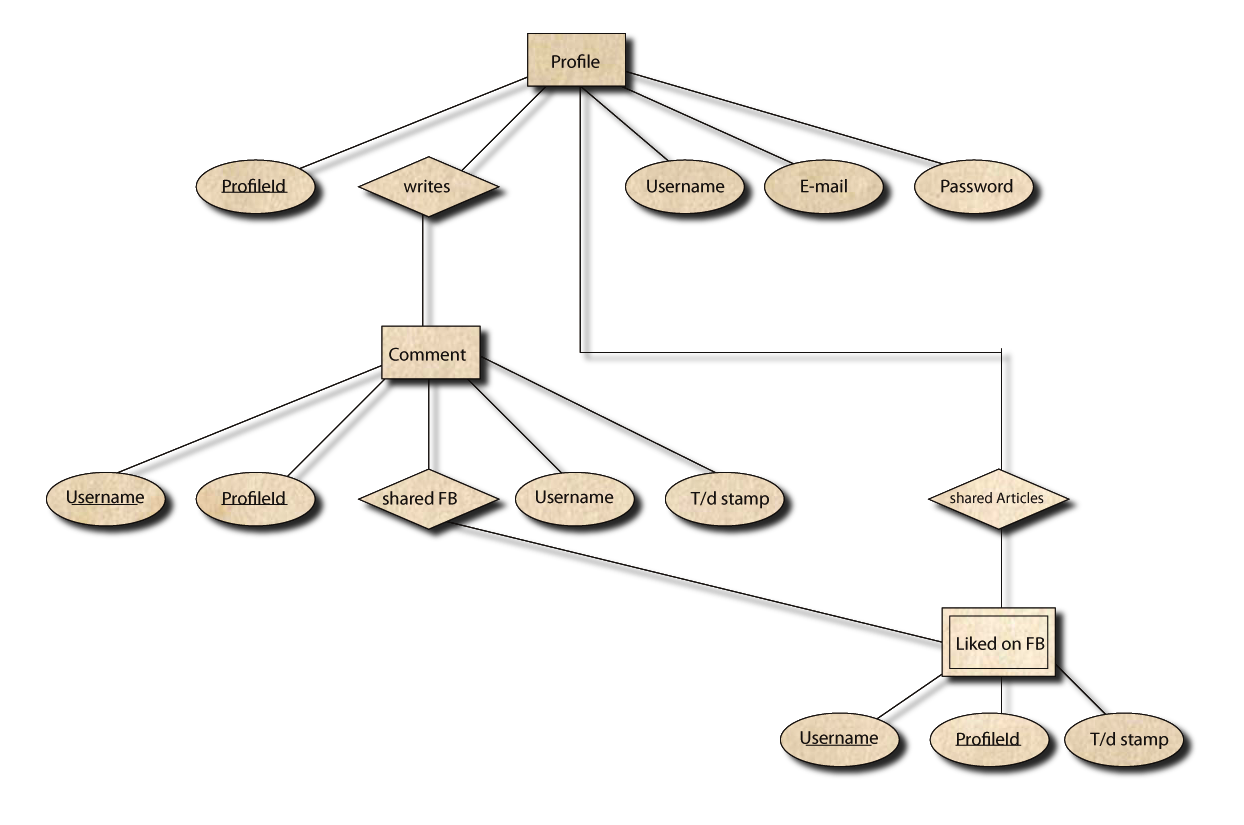 Profile
ProfileId
writes
Username
E-mail
Password
Comment
Username
ProfileId
shared FB
Username
T/d stamp
shared Articles
Liked on FB
Username
ProfileId
T/d stamp